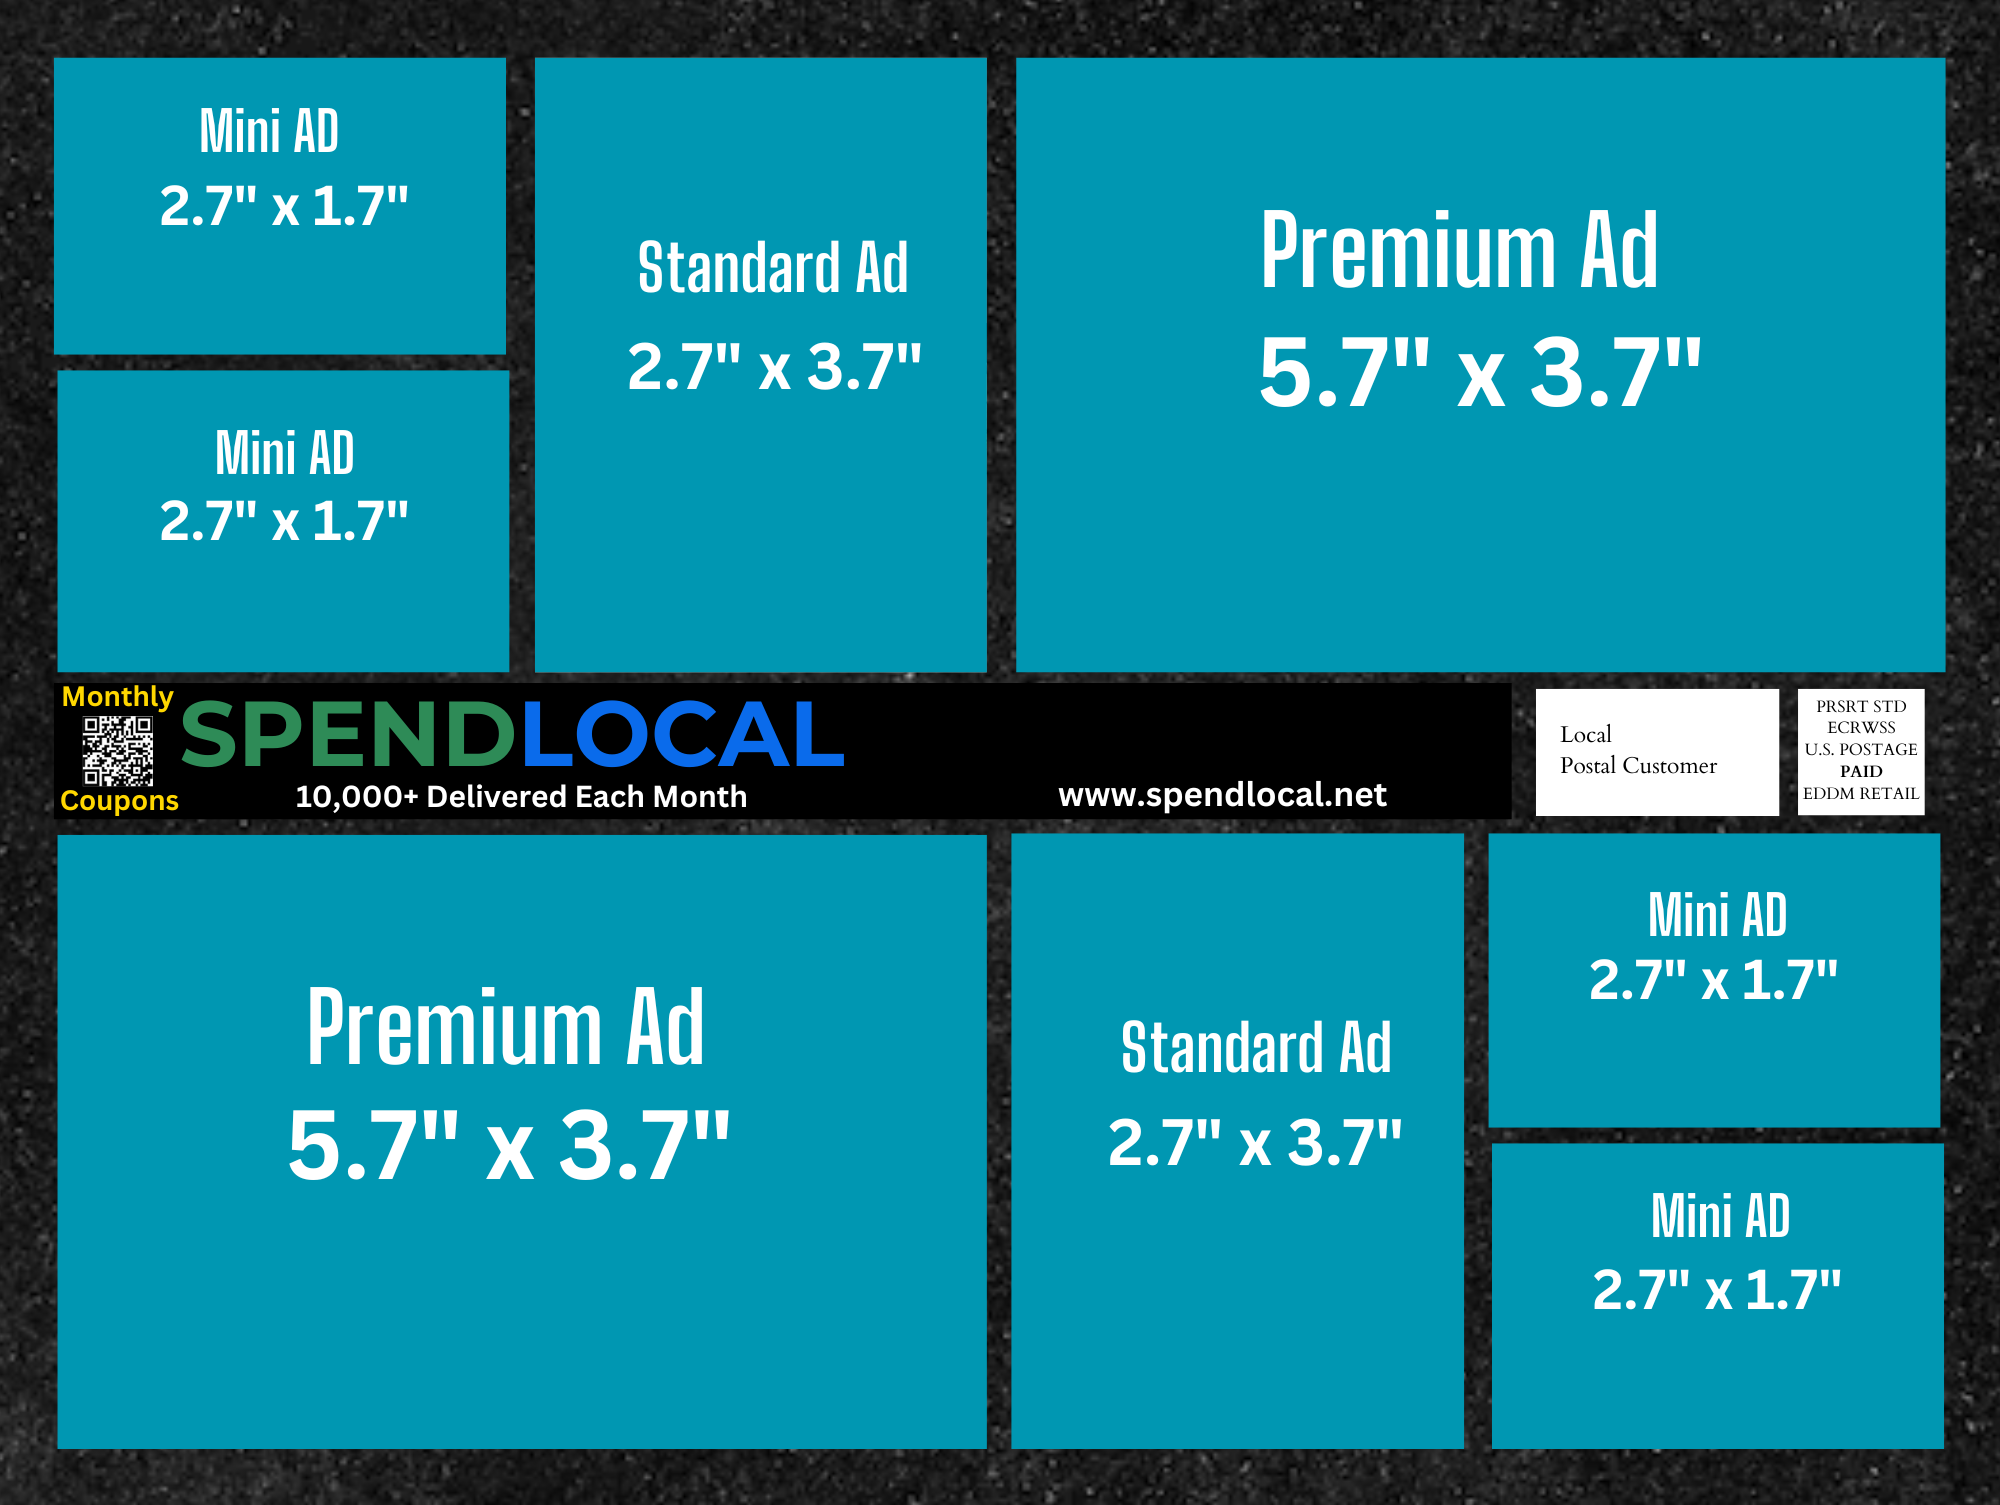 Mini AD
2.7" x 1.7"
Mini AD
2.7" x 1.7"
Standard Ad
2.7" x 3.7"
Premium Ad
5.7" x 3.7"
Monthly
Coupons
SPENDLOCAL
10,000+ Delivered Each Month
www.spendlocal.net
Local
Postal Customer
PRSRT STD
ECRWSS
U.S. POSTAGE
PAID
EDDM RETAIL
Premium Ad
5.7" x 3.7"
Standard Ad
2.7" x 3.7"
Mini AD
2.7" x 1.7"
Mini AD
2.7" x 1.7"